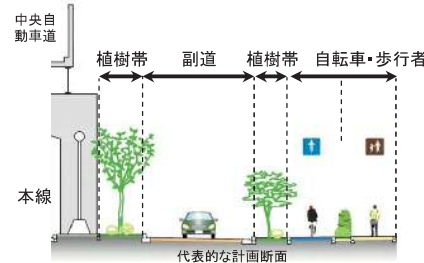 中央自
動車道
植樹帯
副道
植樹帯
自転車・歩行者
本線
代表的な計画断面